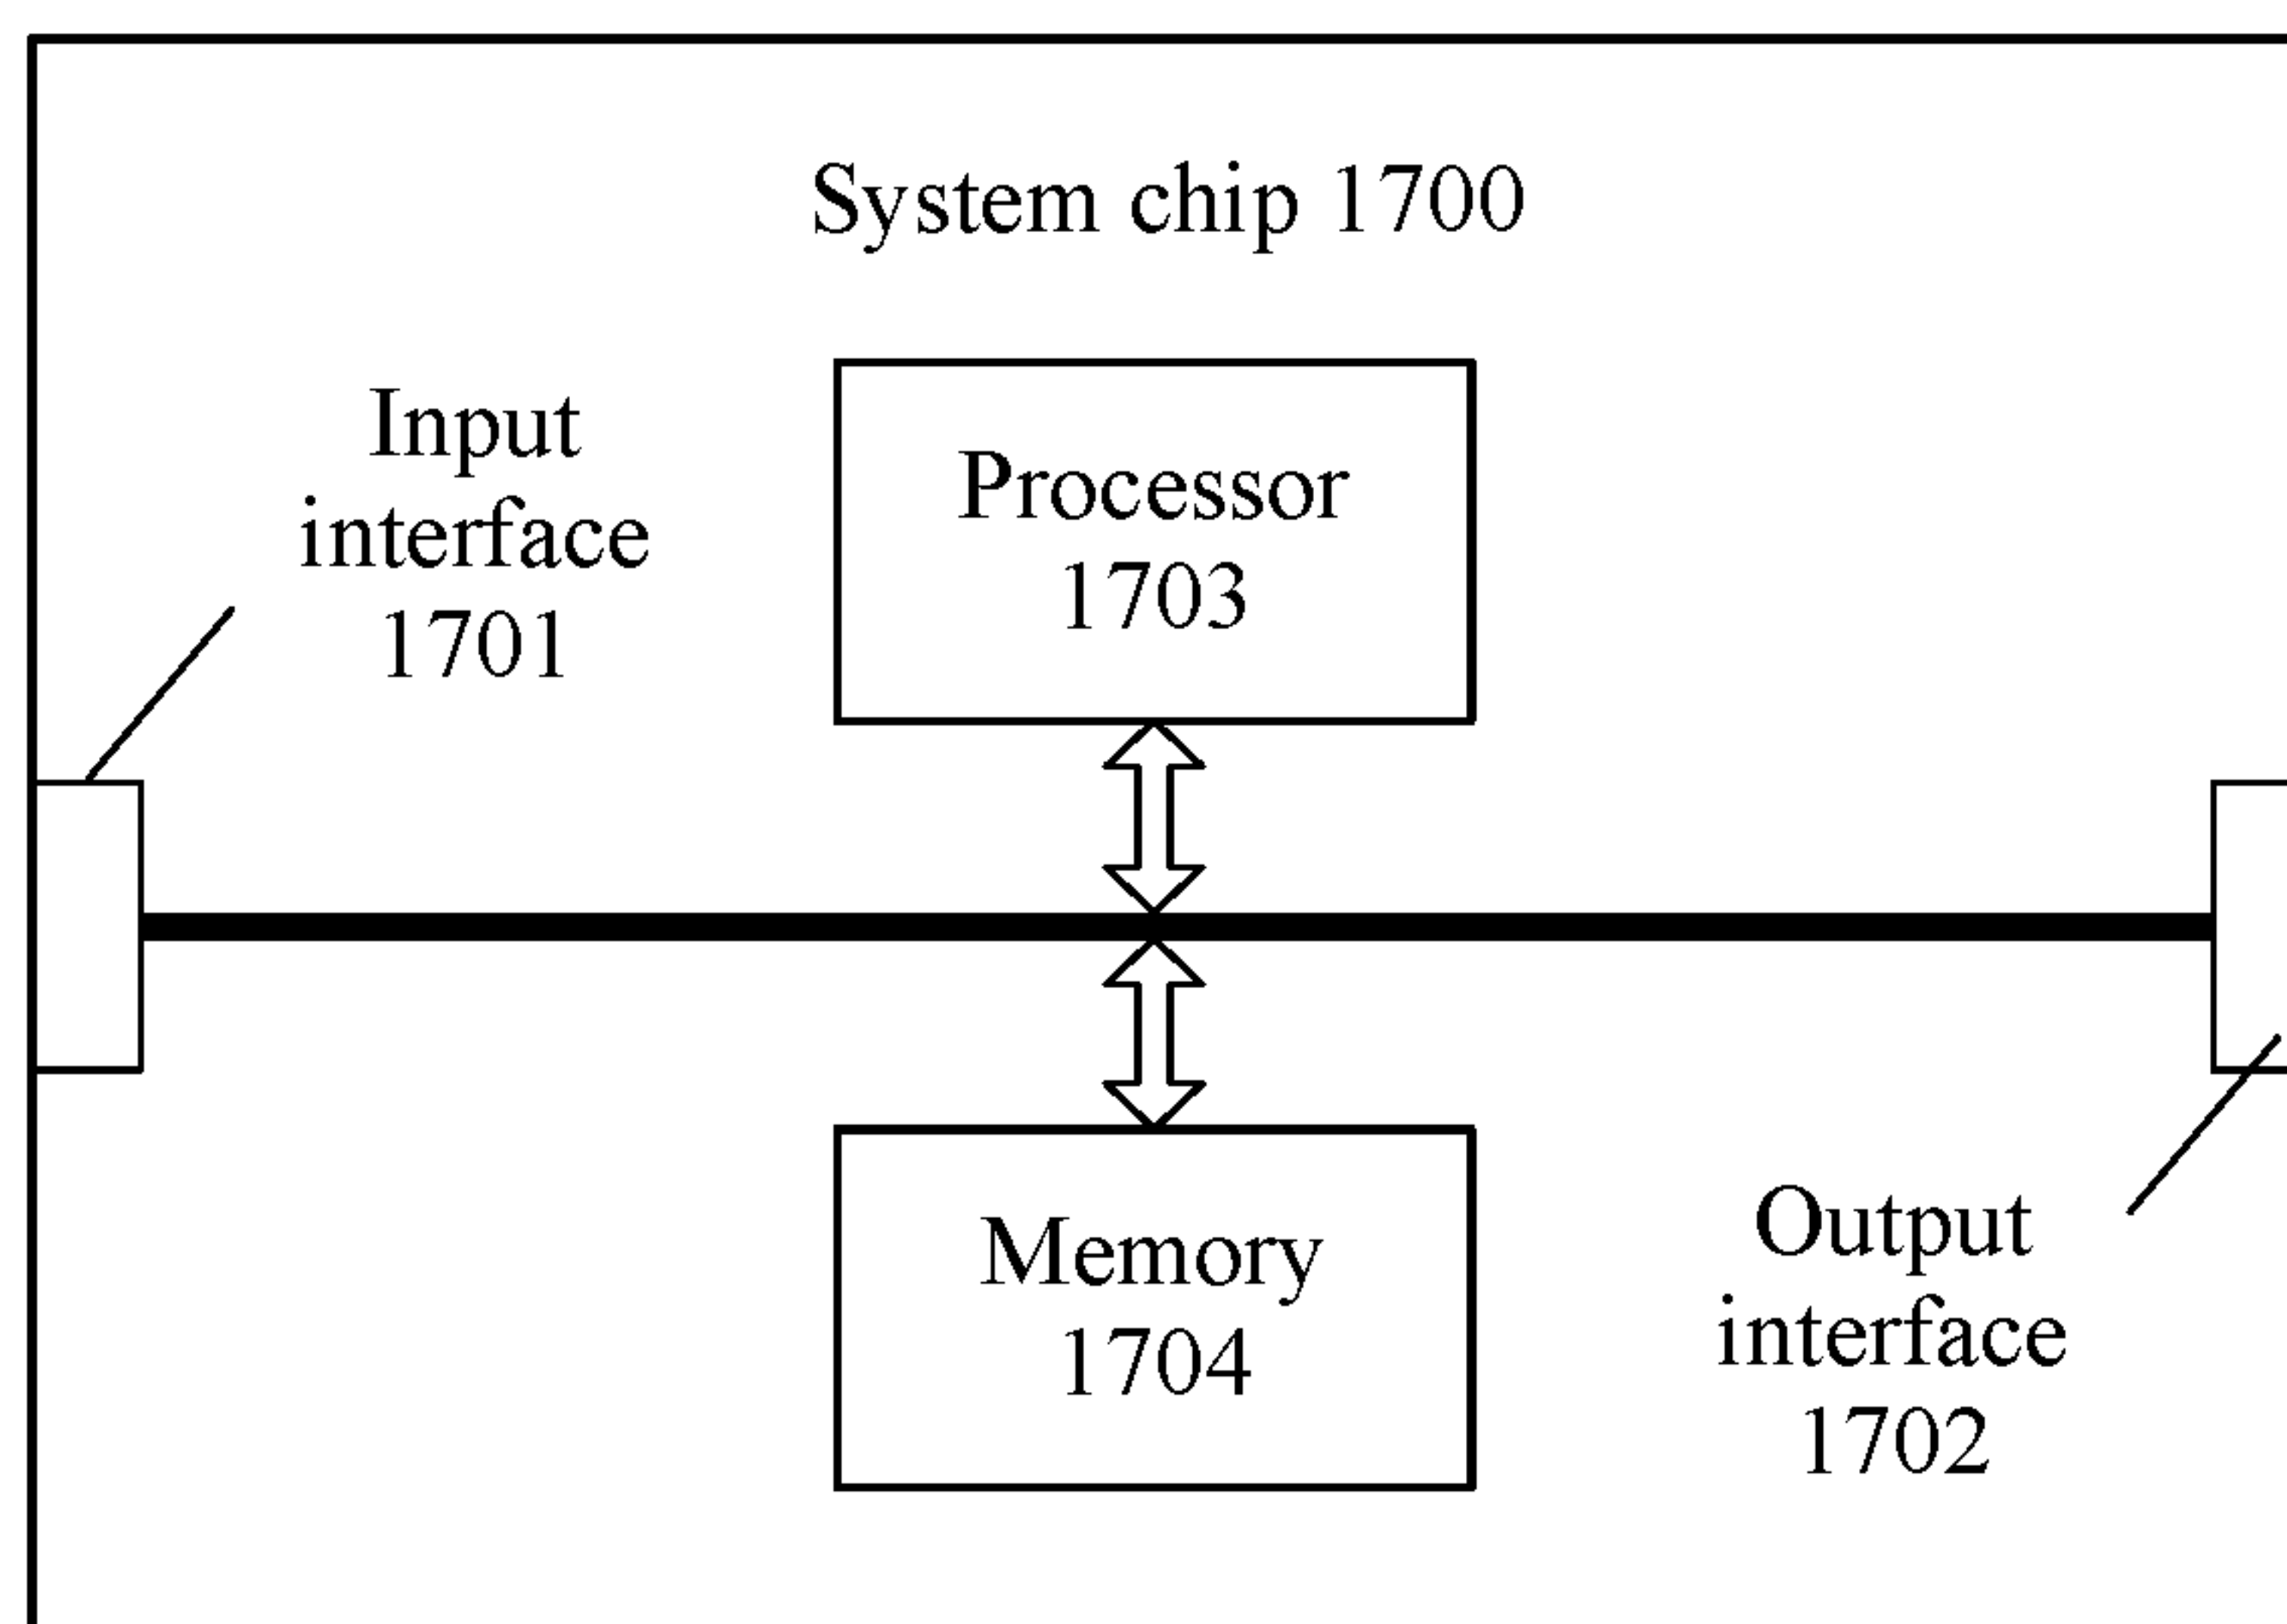 System chip 1700
Input
interface
1701
Processor
1703
Memory
1704
Output
interface
1702